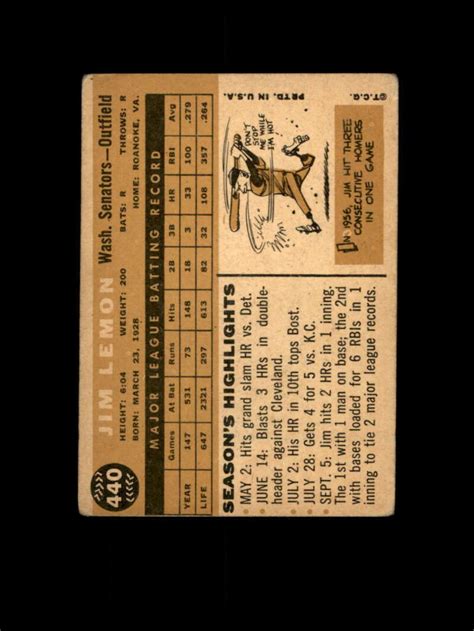 440
JIM LEMON
Wash. Senators—Outfield
HEIGHT: 6:04 WEIGHT: 200 BATS: R THROWS: R
BORN: MARCH 23, 1928 HOME: ROANOKE, VA.
MAJOR LEAGUE BATTING RECORD
Games At Bat Runs Hits 2B 3B HR RBI Avg
YEAR 147 531 73 148 18 3 33 100 .279
LIFE 647 2321 297 613 82 32 108 357 .264
SEASON'S HIGHLIGHTS
MAY 2: Hits grand slam HR vs. Det.
JUNE 14: Blasts 3 HRs in double-
header against Cleveland.
JULY 2: His HR in 10th tops Bost.
JULY 28: Gets 4 for 5 vs. K.C.
SEPT. 5: Jim hits 2 HRs in 1 inning.
The 1st with 1 man on base; the 2nd
with bases loaded for 6 RBIs in 1
inning to tie 2 major league records.
DON'T
STOP
ME WHILE
I'M HOT
IN 1956, JIM HIT THREE
CONSECUTIVE HOMERS
IN ONE GAME
©T.C.G. PRTD. IN U.S.A.